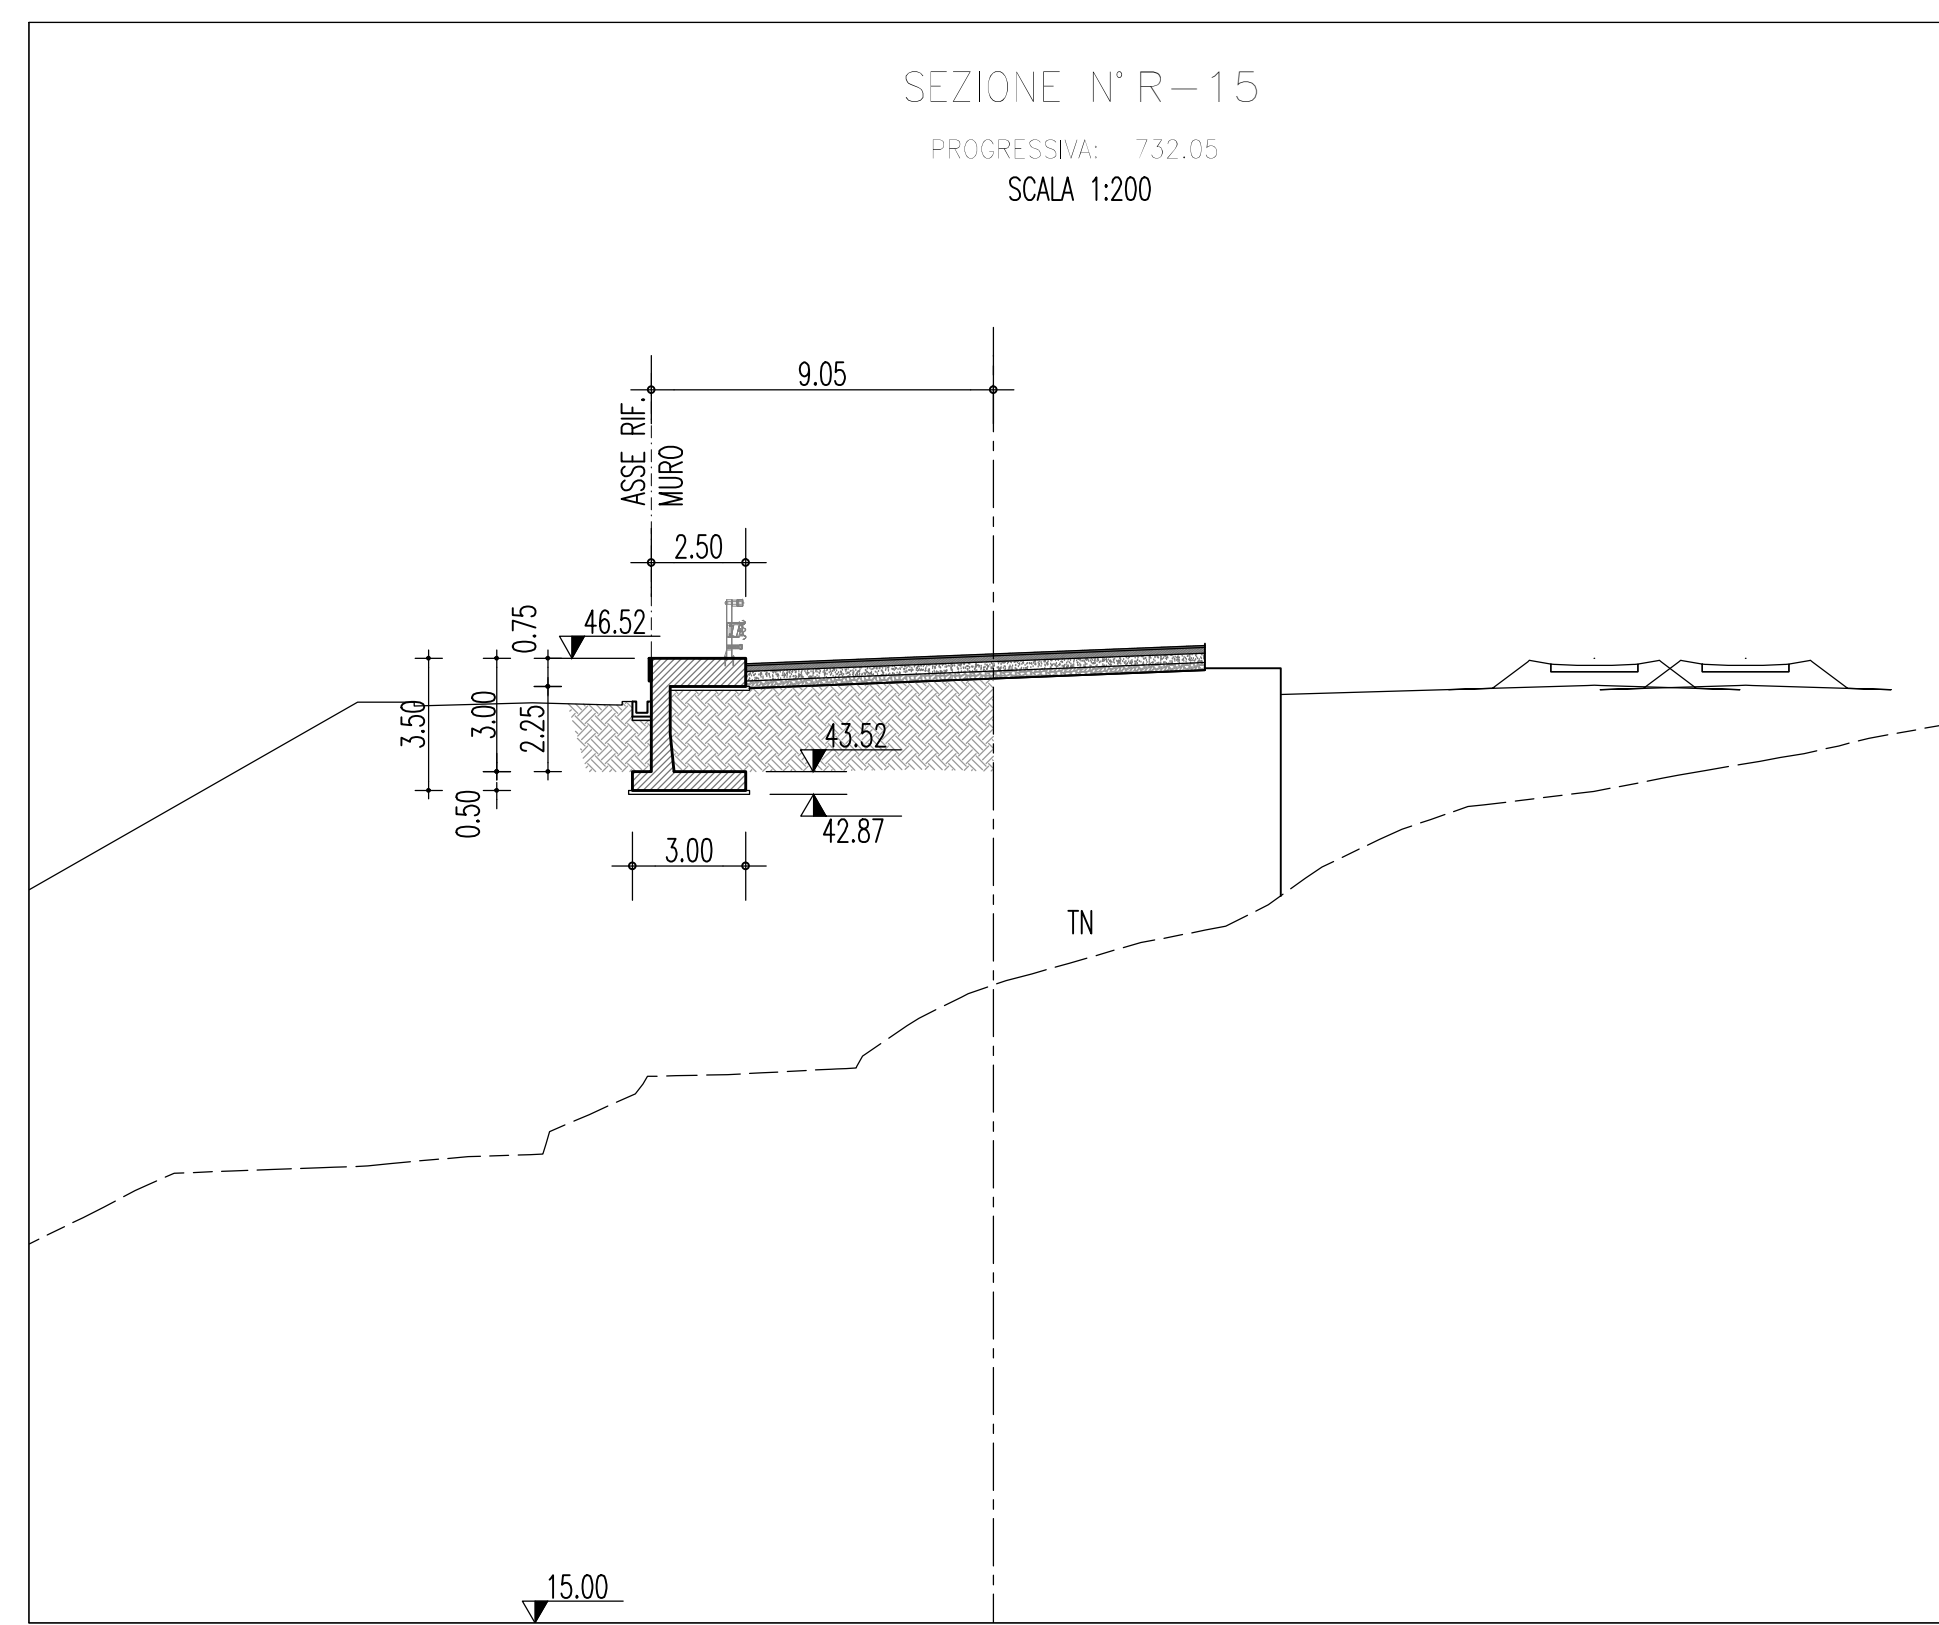 SEZIONE N° R-15
PROGRESSIVA: 732.05
SCALA 1:200
9.05
ASSE RIF.
MURO
2.50
0.75
46.52
3.50
3.00
2.25
43.52
0.50
42.87
3.00
TN
15.00